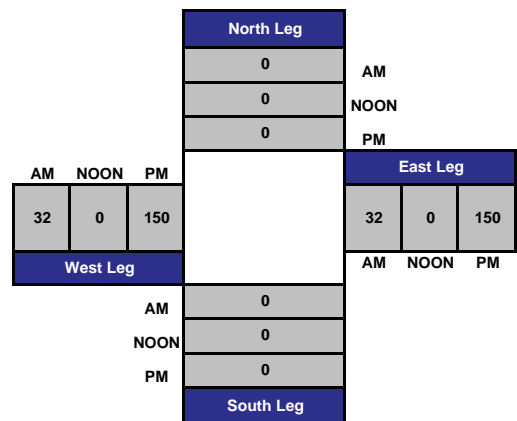 North Leg
0 AM
0 NOON
0 PM
AM NOON PM East Leg
32 0 150 32 0 150
West Leg AM NOON PM
AM 0
NOON 0
PM 0
South Leg